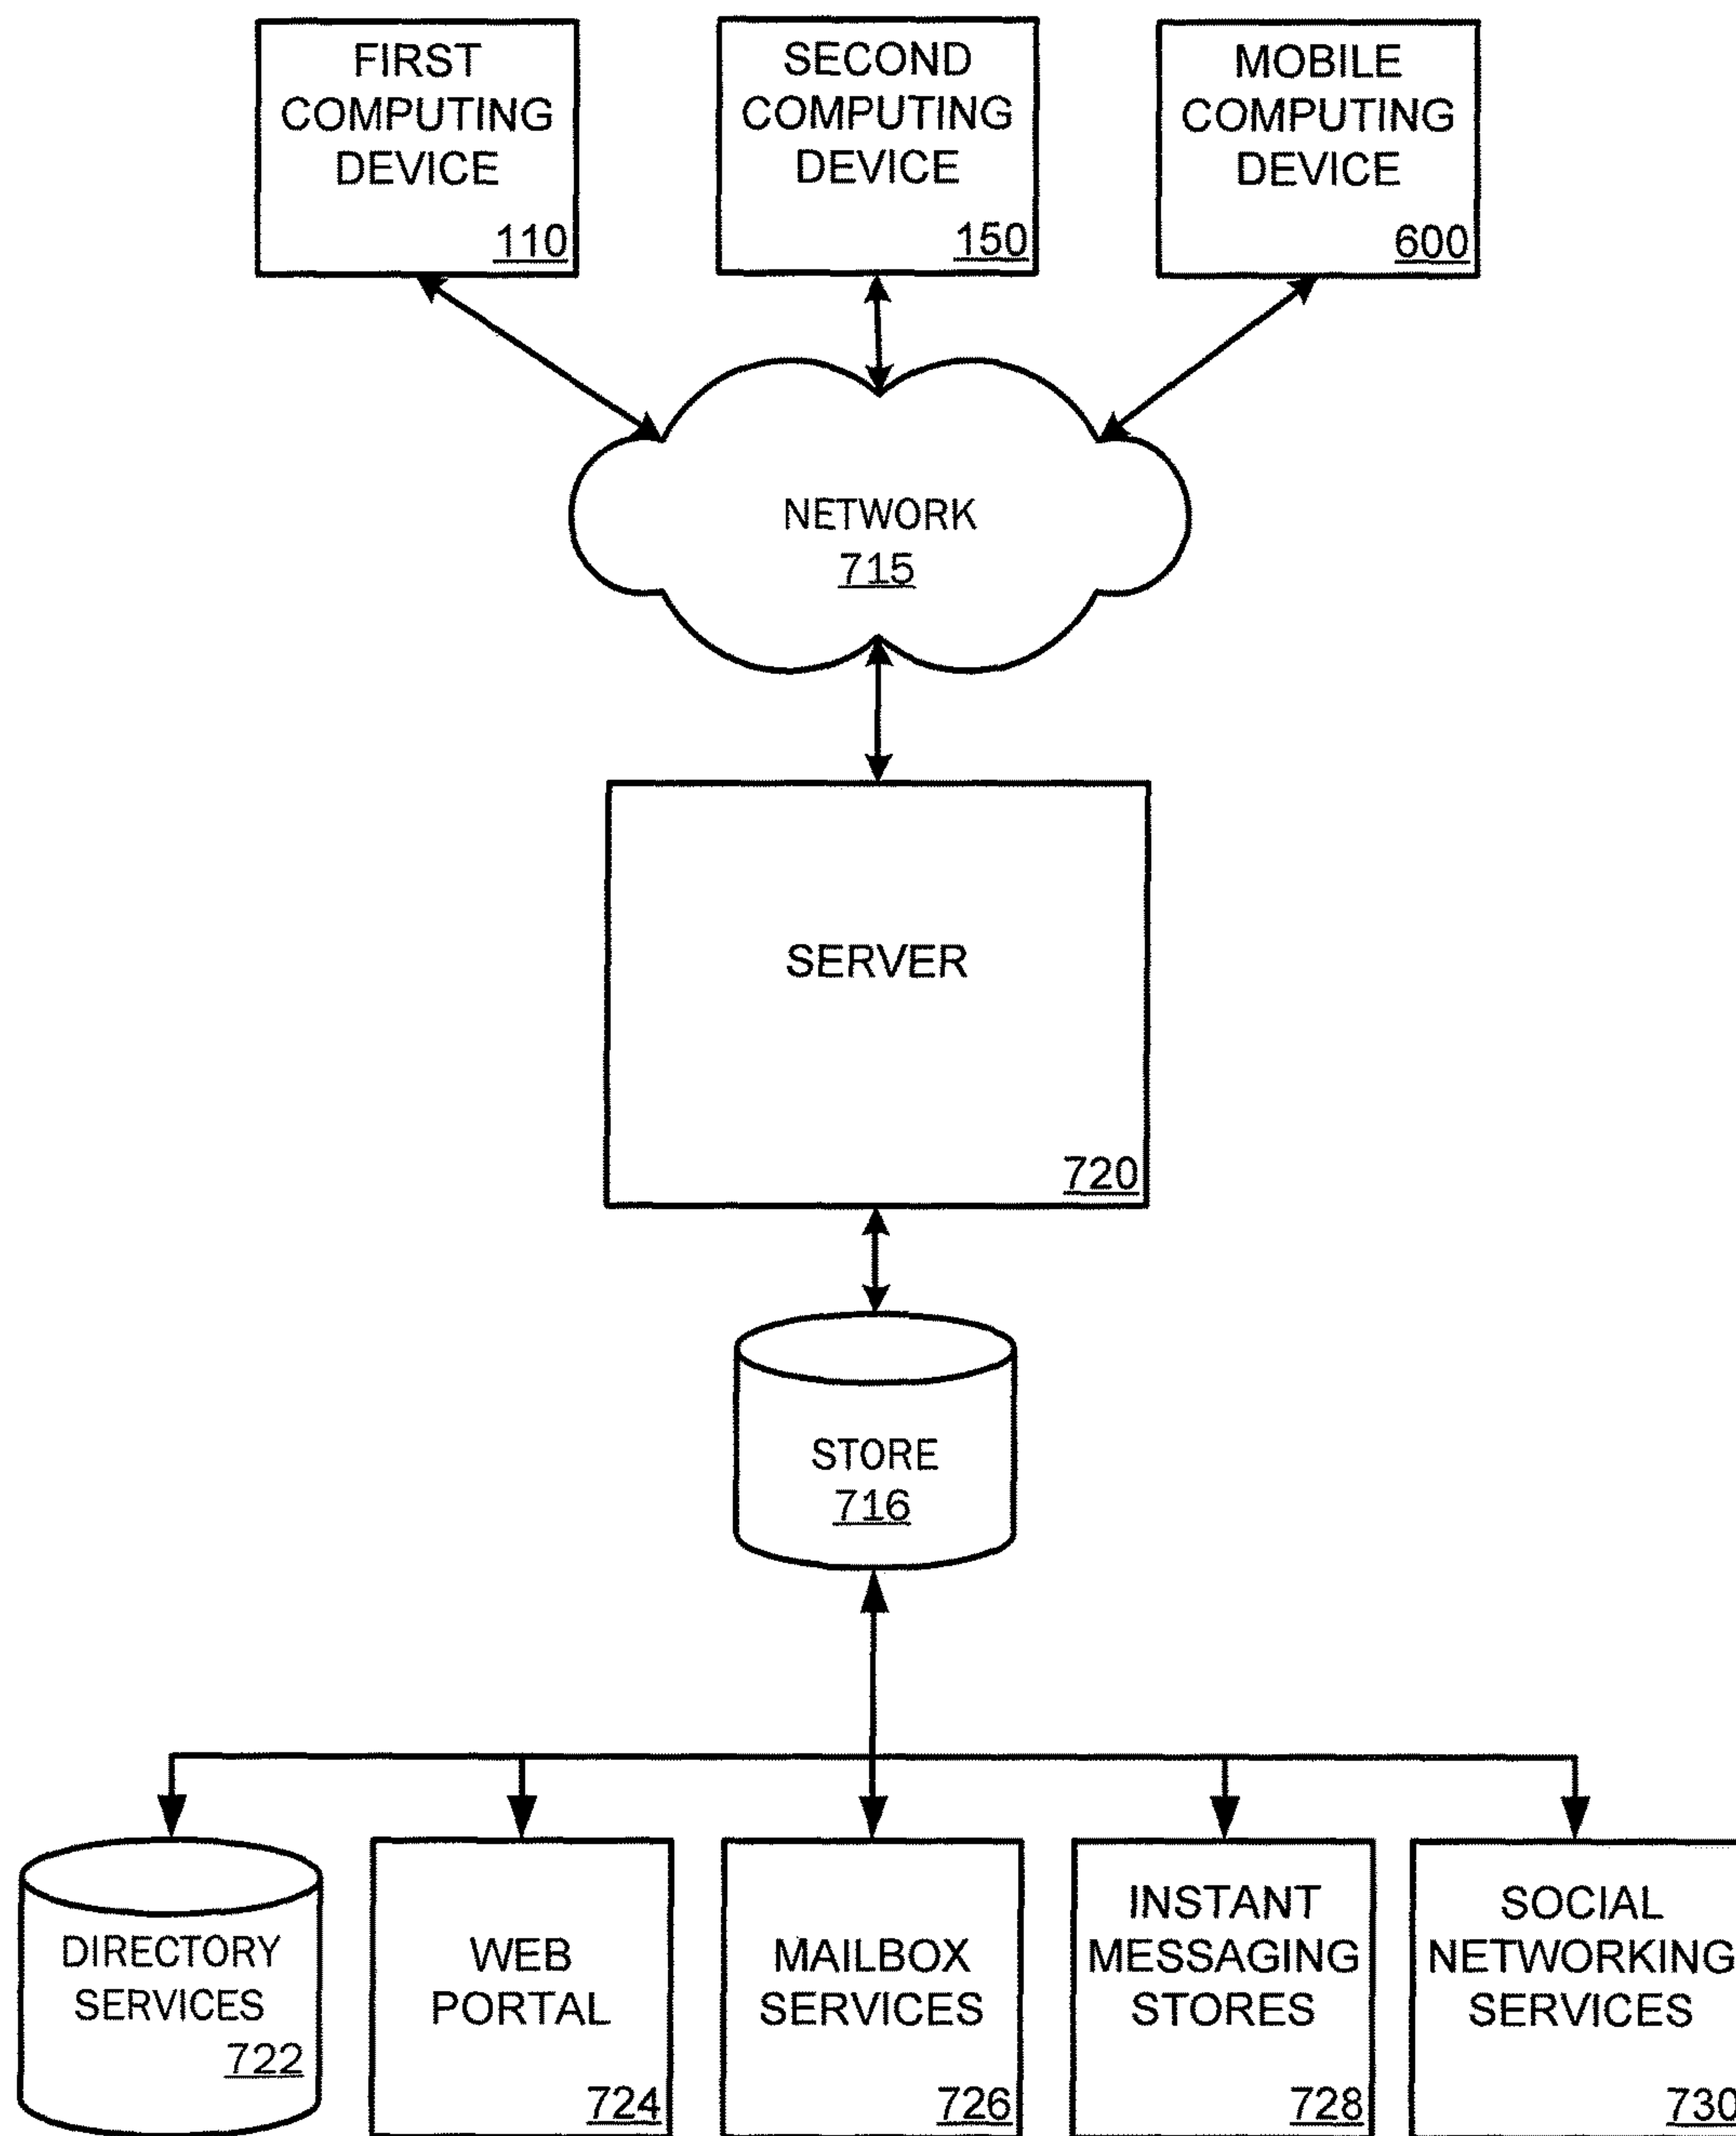 FIRST
COMPUTING
DEVICE
110
SECOND
COMPUTING
DEVICE
150
MOBILE
COMPUTING
DEVICE
600
NETWORK
715
SERVER
720
STORE
716
DIRECTORY
SERVICES
722
WEB
PORTAL
724
MAILBOX
SERVICES
726
INSTANT
MESSAGING
STORES
728
SOCIAL
NETWORKING
SERVICES
730